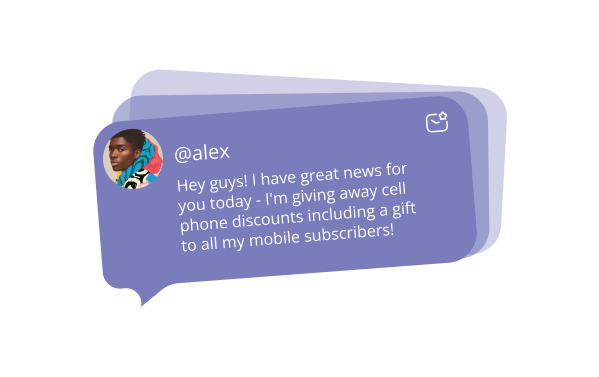 @alex
Hey guys! I have great news for
you today - I'm giving away cell
phone discounts including a gift
to all my mobile subscribers!